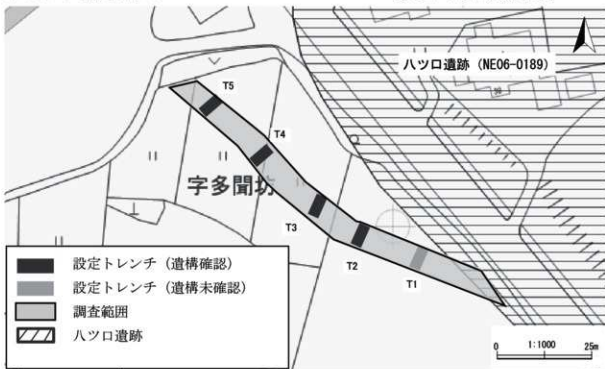 八ツロ遺跡（NE06-0189）
T5
T4
字多聞坊
T3
T2
T1
設定トレンチ（遺構確認）
設定トレンチ（遺構未確認）
調査範囲
八ツロ遺跡
0 1:1000 25m